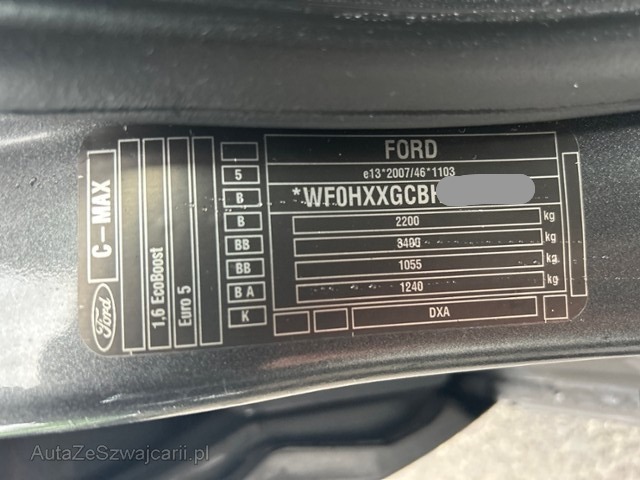 FORD
C-MAX
Ford
1,6 EcoBoost
Euro 5
5
e13*2007/46*1103
B
*WF0HXXGCBH
B
2200 kg
BB
3400 kg
BB
1055 kg
B A
1240 kg
K
DXA
AutaZeSzwajcarii.pl